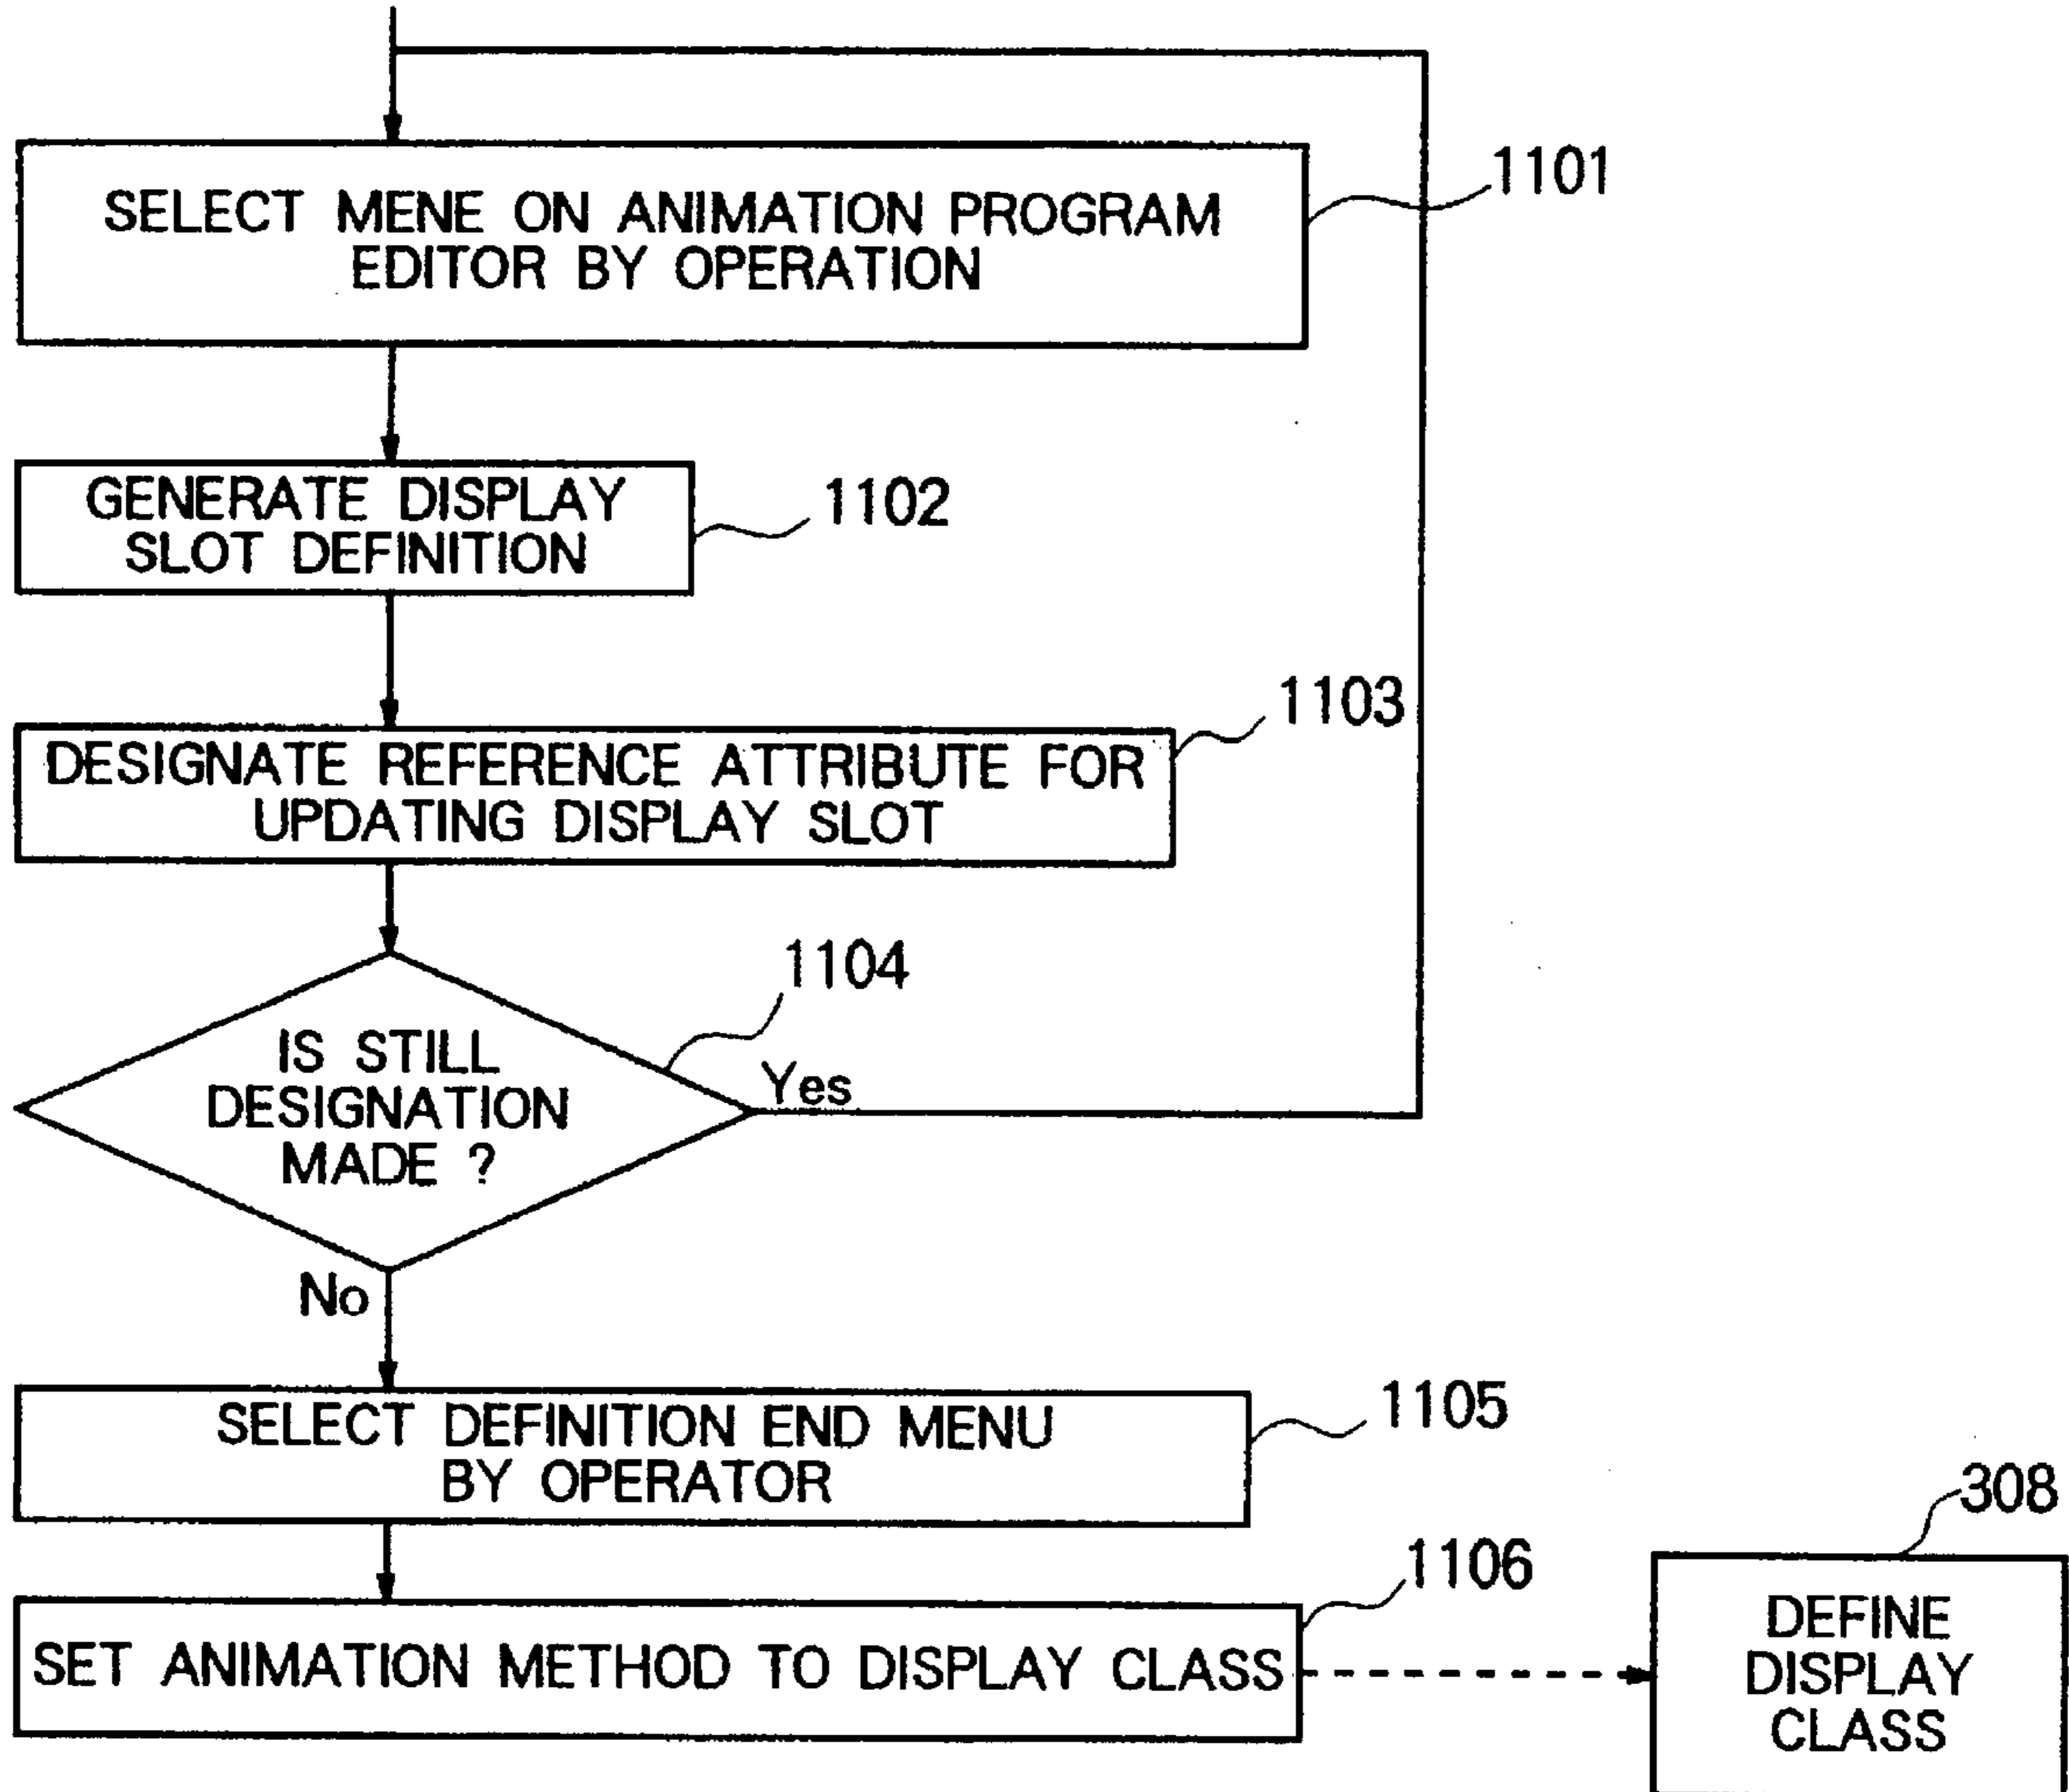 SELECT MENE ON ANIMATION PROGRAM
EDITOR BY OPERATION
1101
GENERATE DISPLAY
SLOT DEFINITION
1102
DESIGNATE REFERENCE ATTRIBUTE FOR
UPDATING DISPLAY SLOT
1103
IS STILL
DESIGNATION
MADE ?
1104
Yes
No
SELECT DEFINITION END MENU
BY OPERATOR
1105
SET ANIMATION METHOD TO DISPLAY CLASS
1106
308
DEFINE
DISPLAY
CLASS